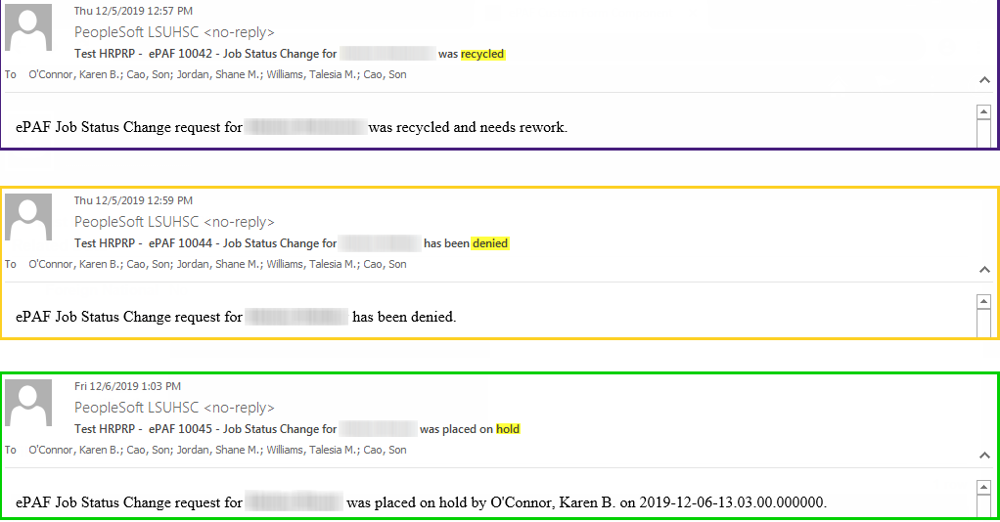 Thu 12/5/2019 12:57 PM
PeopleSoft LSUHSC <no-reply>
Test HRPRP - ePAF 10042 - Job Status Change for was recycled
To O'Connor, Karen B.; Cao, Son; Jordan, Shane M.; Williams, Talesia M.; Cao, Son
ePAF Job Status Change request for was recycled and needs rework.
Thu 12/5/2019 12:59 PM
PeopleSoft LSUHSC <no-reply>
Test HRPRP - ePAF 10044 - Job Status Change for has been denied
To O'Connor, Karen B.; Cao, Son; Jordan, Shane M.; Williams, Talesia M.; Cao, Son
ePAF Job Status Change request for has been denied.
Fri 12/6/2019 1:03 PM
PeopleSoft LSUHSC <no-reply>
Test HRPRP - ePAF 10045 - Job Status Change for was placed on hold
To O'Connor, Karen B.; Cao, Son; Jordan, Shane M.; Williams, Talesia M.; Cao, Son
ePAF Job Status Change request for was placed on hold by O'Connor, Karen B. on 2019-12-06-13.03.00.000000.